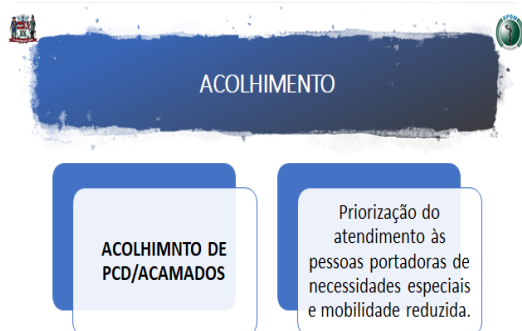 ACOLHIMENTO
ACOLHIMNTO DE
PCD/ACAMADOS
Priorização do
atendimento às
pessoas portadoras de
necessidades especiais
e mobilidade reduzida.